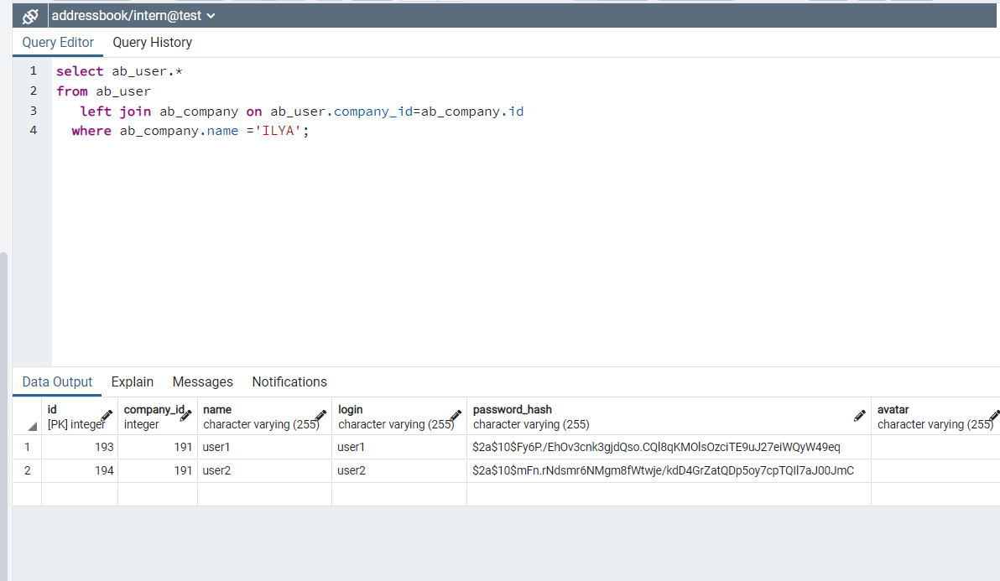 addressbook/intern@test
Query Editor Query History
1 select ab_user.*
2 from ab_user
3 left join ab_company on ab_user.company_id=ab_company.id
4 where ab_company.name ='ILYA';
Data Output Explain Messages Notifications
id company_id name login password_hash avatar
[PK] integer integer character varying (255) character varying (255) character varying (255) character varying (255)
1 193 191 user1 user1 $2a$10$Fy6P./EhOv3cnk3gjdQso.CQl8qKMOlsOzciTE9uJ27eiWQyW49eq
2 194 191 user2 user2 $2a$10$mFn.rNdsmr6NMgm8fWtwje/kdD4GrZatQDp5oy7cpTQIl7aJ00JmC